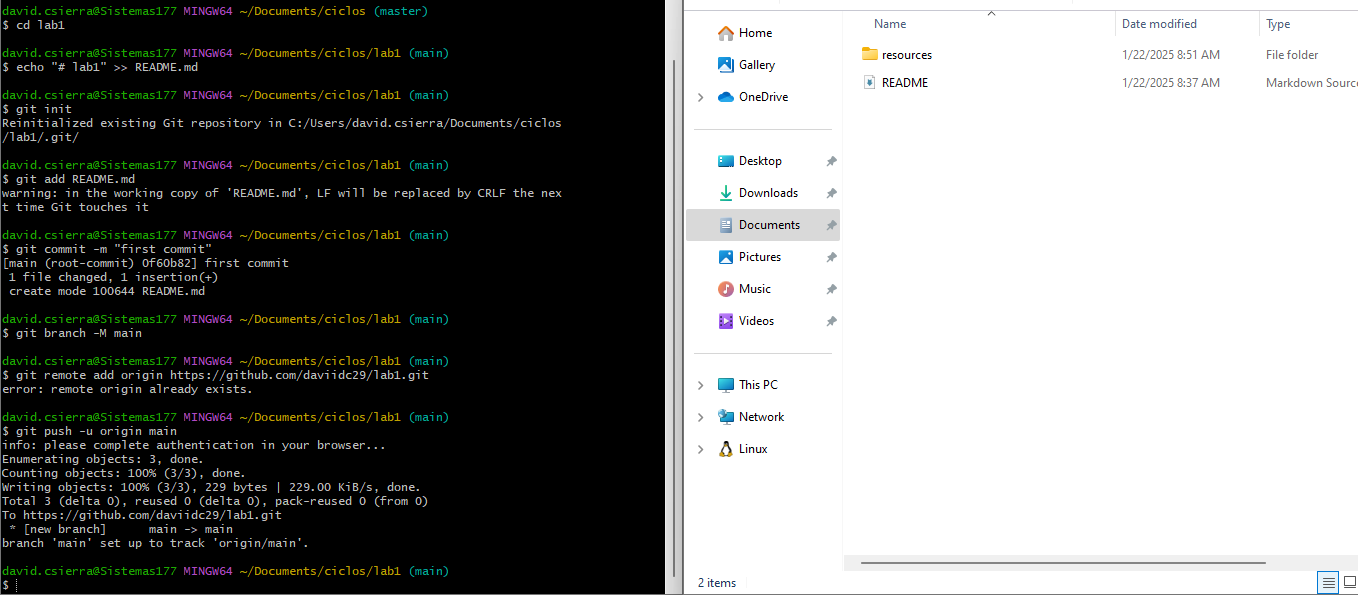 david.csierra@Sistemas177 MINGW64 ~/Documents/ciclos (master)
$ cd lab1
david.csierra@Sistemas177 MINGW64 ~/Documents/ciclos/lab1 (main)
$ echo "# lab1" >> README.md
david.csierra@Sistemas177 MINGW64 ~/Documents/ciclos/lab1 (main)
$ git init
Reinitialized existing Git repository in C:/Users/david.csierra/Documents/ciclos
/lab1/.git/
david.csierra@Sistemas177 MINGW64 ~/Documents/ciclos/lab1 (main)
$ git add README.md
warning: in the working copy of 'README.md', LF will be replaced by CRLF the nex
t time Git touches it
david.csierra@Sistemas177 MINGW64 ~/Documents/ciclos/lab1 (main)
$ git commit -m "first commit"
[main (root-commit) 0f60b82] first commit
 1 file changed, 1 insertion(+)
 create mode 100644 README.md
david.csierra@Sistemas177 MINGW64 ~/Documents/ciclos/lab1 (main)
$ git branch -M main
david.csierra@Sistemas177 MINGW64 ~/Documents/ciclos/lab1 (main)
$ git remote add origin https://github.com/daviidc29/lab1.git
error: remote origin already exists.
david.csierra@Sistemas177 MINGW64 ~/Documents/ciclos/lab1 (main)
$ git push -u origin main
info: please complete authentication in your browser...
Enumerating objects: 3, done.
Counting objects: 100% (3/3), done.
Writing objects: 100% (3/3), 229 bytes | 229.00 KiB/s, done.
Total 3 (delta 0), reused 0 (delta 0), pack-reused 0 (from 0)
To https://github.com/daviidc29/lab1.git
 * [new branch]      main -> main
branch 'main' set up to track 'origin/main'.
david.csierra@Sistemas177 MINGW64 ~/Documents/ciclos/lab1 (main)
$
Home
Gallery
OneDrive
Desktop
Downloads
Documents
Pictures
Music
Videos
This PC
Network
Linux
Name Date modified Type
resources 1/22/2025 8:51 AM File folder
README 1/22/2025 8:37 AM Markdown Sourc
2 items